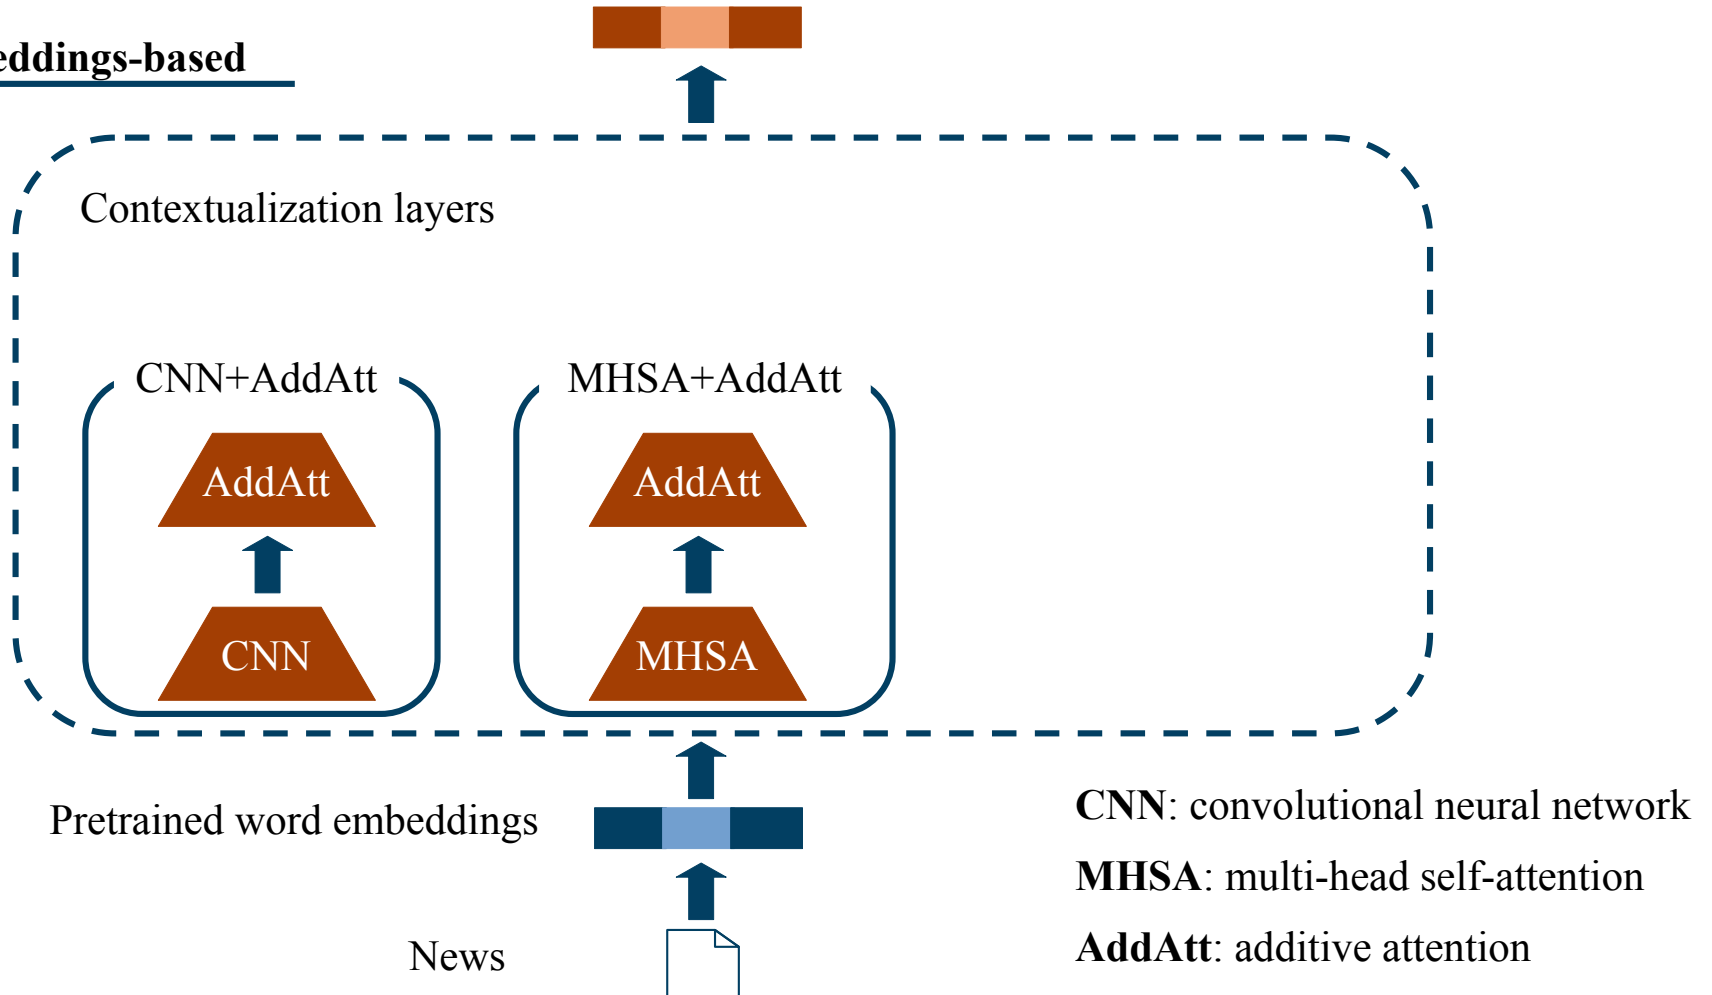 eddings-based
Contextualization layers
CNN+AddAtt
MHSA+AddAtt
AddAtt
AddAtt
CNN
MHSA
Pretrained word embeddings
CNN: convolutional neural network
MHSA: multi-head self-attention
News
AddAtt: additive attention